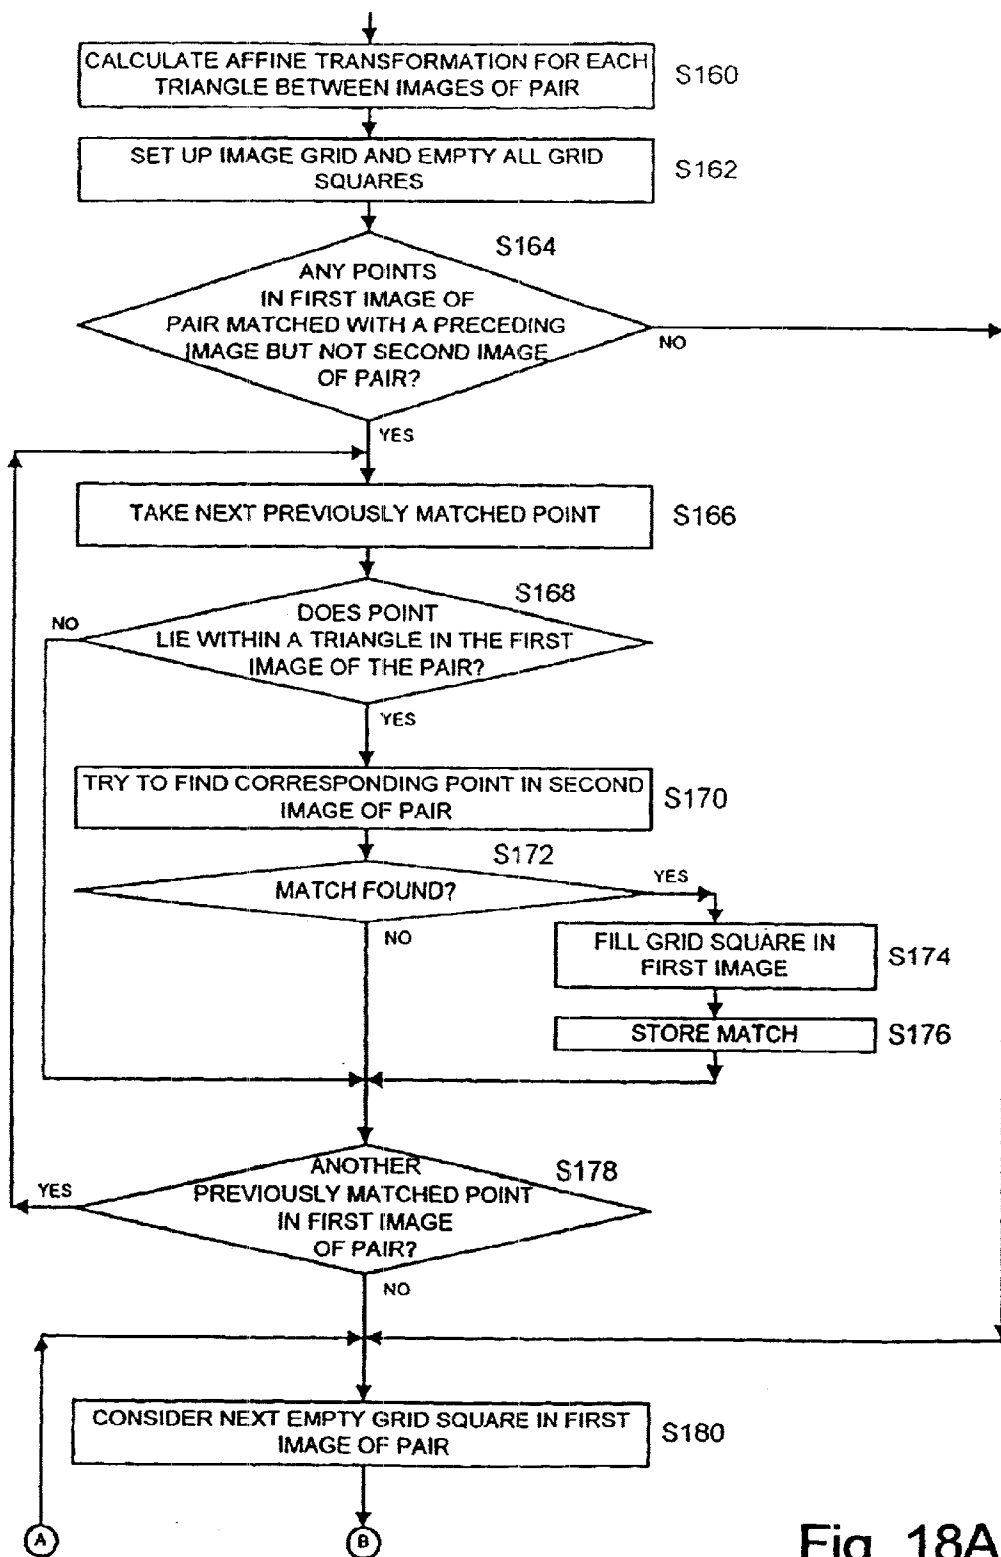 CALCULATE AFFINE TRANSFORMATION FOR EACH
TRIANGLE BETWEEN IMAGES OF PAIR
S160
SET UP IMAGE GRID AND EMPTY ALL GRID
SQUARES
S162
S164
ANY POINTS
IN FIRST IMAGE OF
PAIR MATCHED WITH A PRECEDING
IMAGE BUT NOT SECOND IMAGE
OF PAIR?
NO
YES
TAKE NEXT PREVIOUSLY MATCHED POINT
S166
S168
NO
DOES POINT
LIE WITHIN A TRIANGLE IN THE FIRST
IMAGE OF THE PAIR?
YES
TRY TO FIND CORRESPONDING POINT IN SECOND
IMAGE OF PAIR
S170
S172
MATCH FOUND?
YES
NO
FILL GRID SQUARE IN
FIRST IMAGE
S174
STORE MATCH
S176
S178
ANOTHER
PREVIOUSLY MATCHED POINT
IN FIRST IMAGE
OF PAIR?
YES
NO
CONSIDER NEXT EMPTY GRID SQUARE IN FIRST
IMAGE OF PAIR
S180
A
B
Fig. 18A